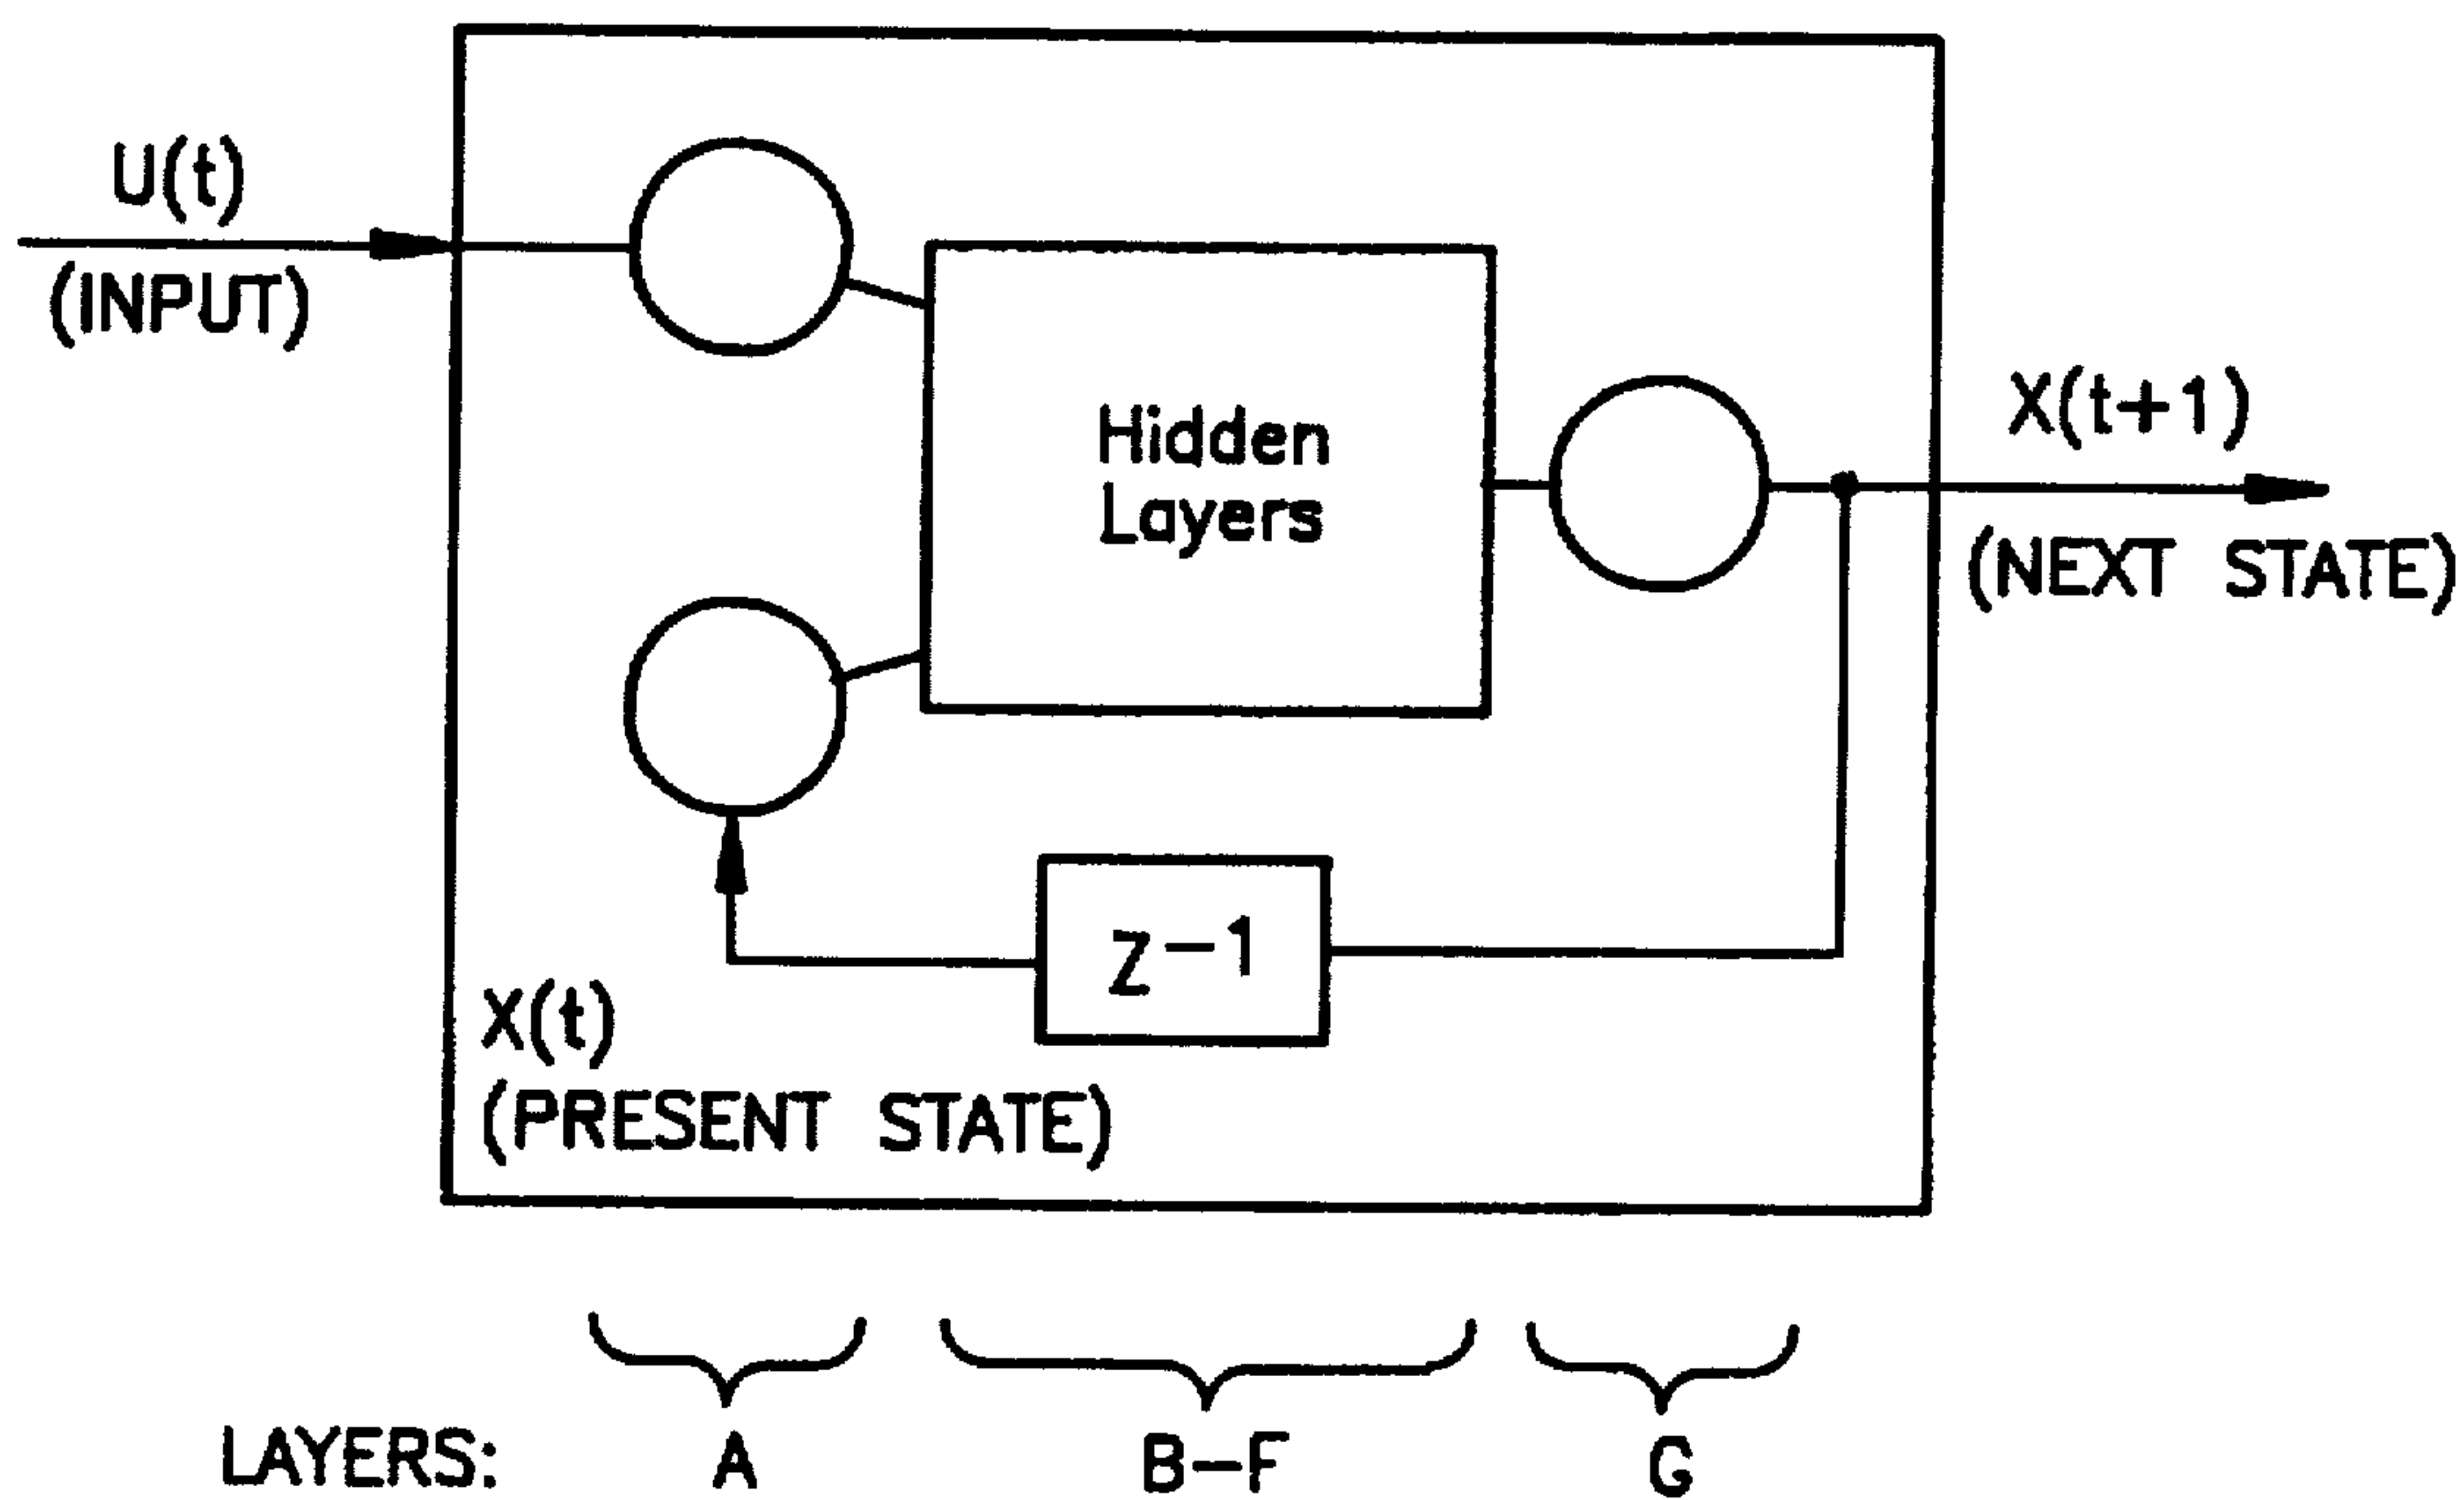 U(t)
(INPUT)
Hidden
Layers
X(t+1)
(NEXT STATE)
z−1
X(t)
(PRESENT STATE)
LAYERS: A B−F G